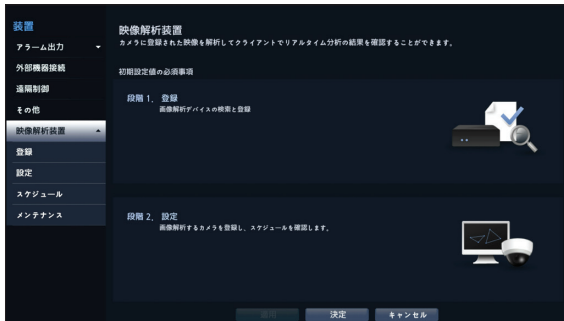 装置
アラーム出力
外部機器接続
遠隔制御
その他
映像解析装置
登録
設定
スケジュール
メンテナンス
映像解析装置
カメラに登録された映像を解析してクライアントでリアルタイム分析の結果を確認することができます。
初期設定値の必須事項
段階 1. 登録
画像解析デバイスの検索と登録
段階 2. 設定
画像解析するカメラを登録し、スケジュールを確認します。
適用
決定
キャンセル